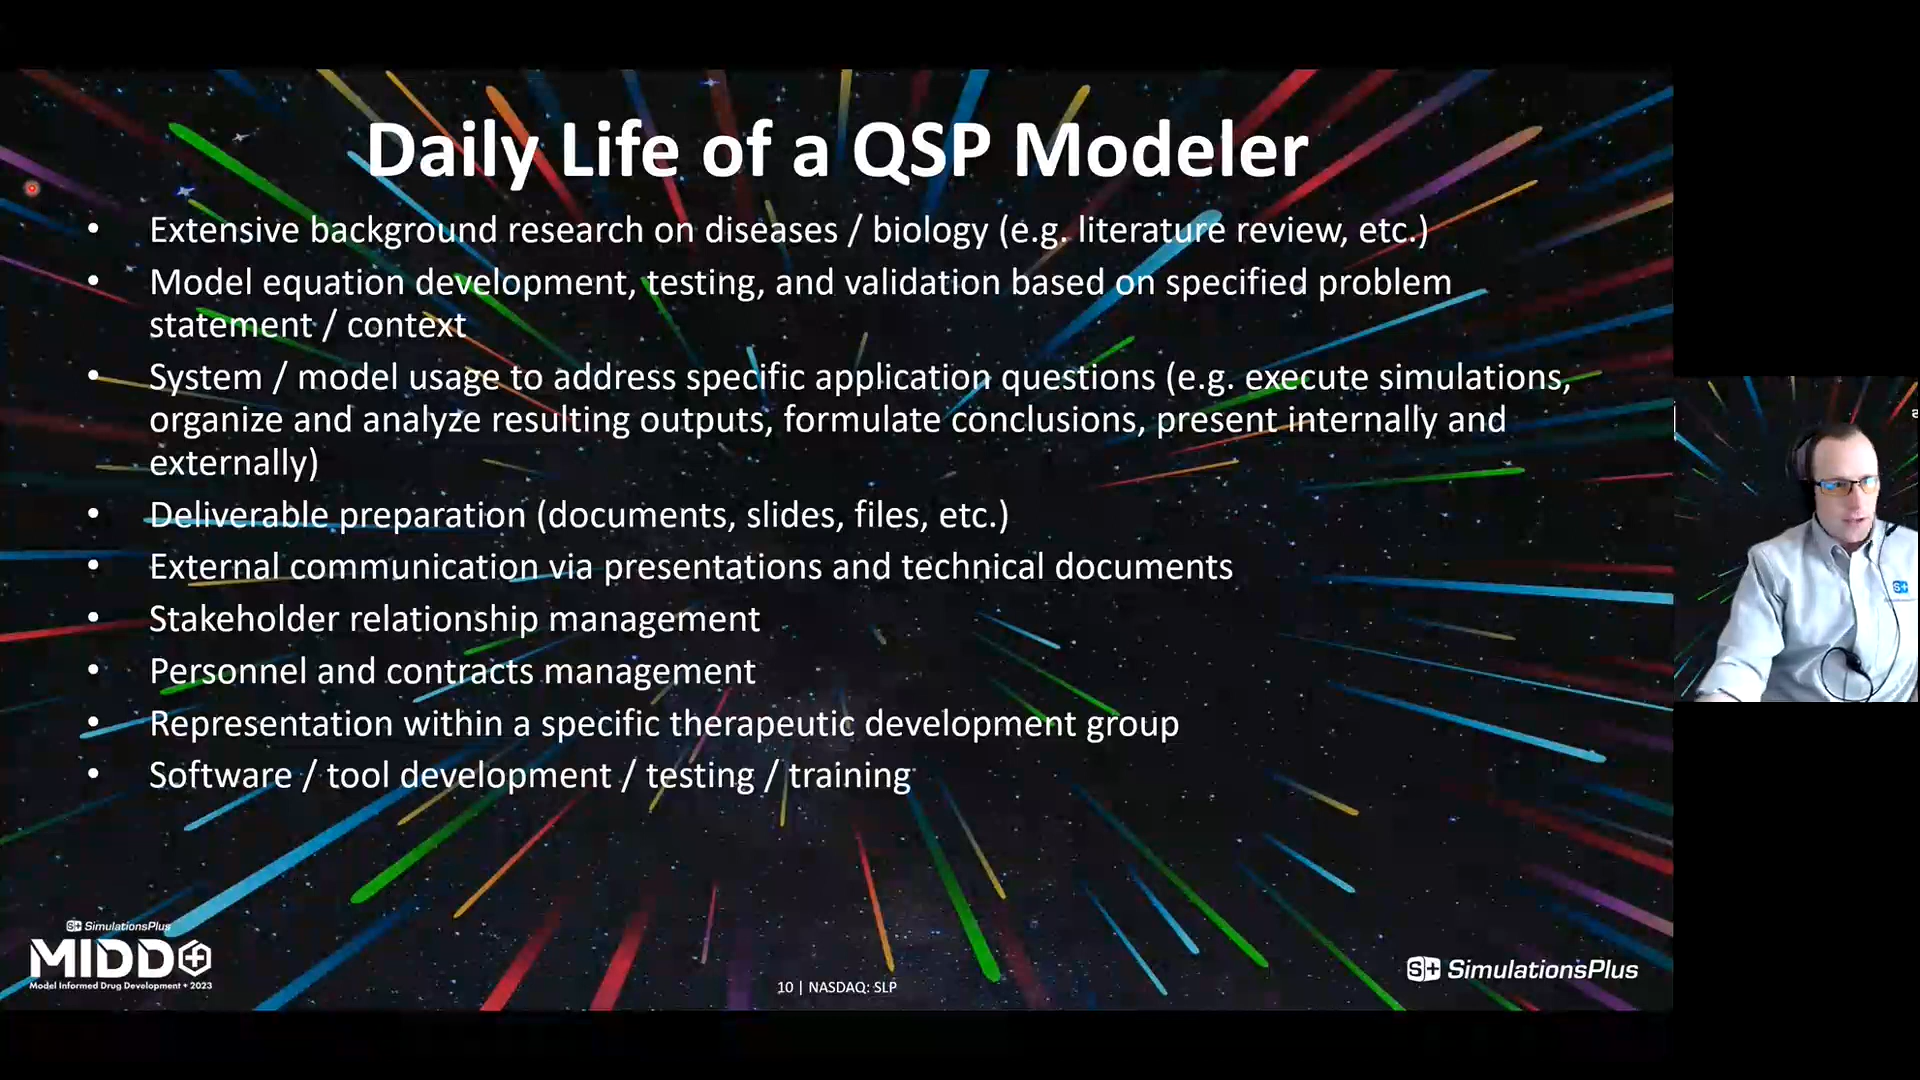 Daily Life of a QSP Modeler
• Extensive background research on diseases / biology (e.g. literature review, etc.)
• Model equation development, testing, and validation based on specified problem
statement / context
• System / model usage to address specific application questions (e.g. execute simulations,
organize and analyze resulting outputs, formulate conclusions, present internally and
externally)
• Deliverable preparation (documents, slides, files, etc.)
• External communication via presentations and technical documents
• Stakeholder relationship management
• Personnel and contracts management
• Representation within a specific therapeutic development group
• Software / tool development / testing / training
S+ SimulationsPlus
MIDD+
Model Informed Drug Development + 2023
10 | NASDAQ: SLP
S+ SimulationsPlus
S+